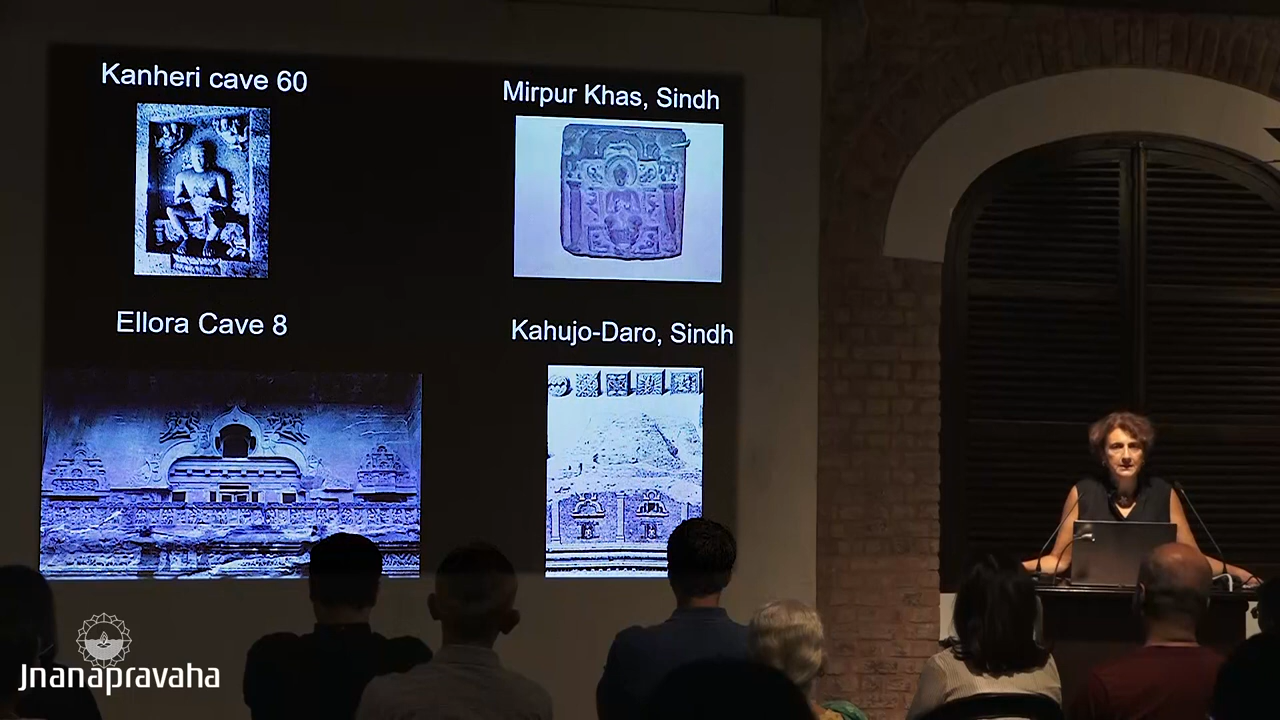 Kanheri cave 60
Mirpur Khas, Sindh
Ellora Cave 8
Kahujo-Daro, Sindh
Jnanapravaha